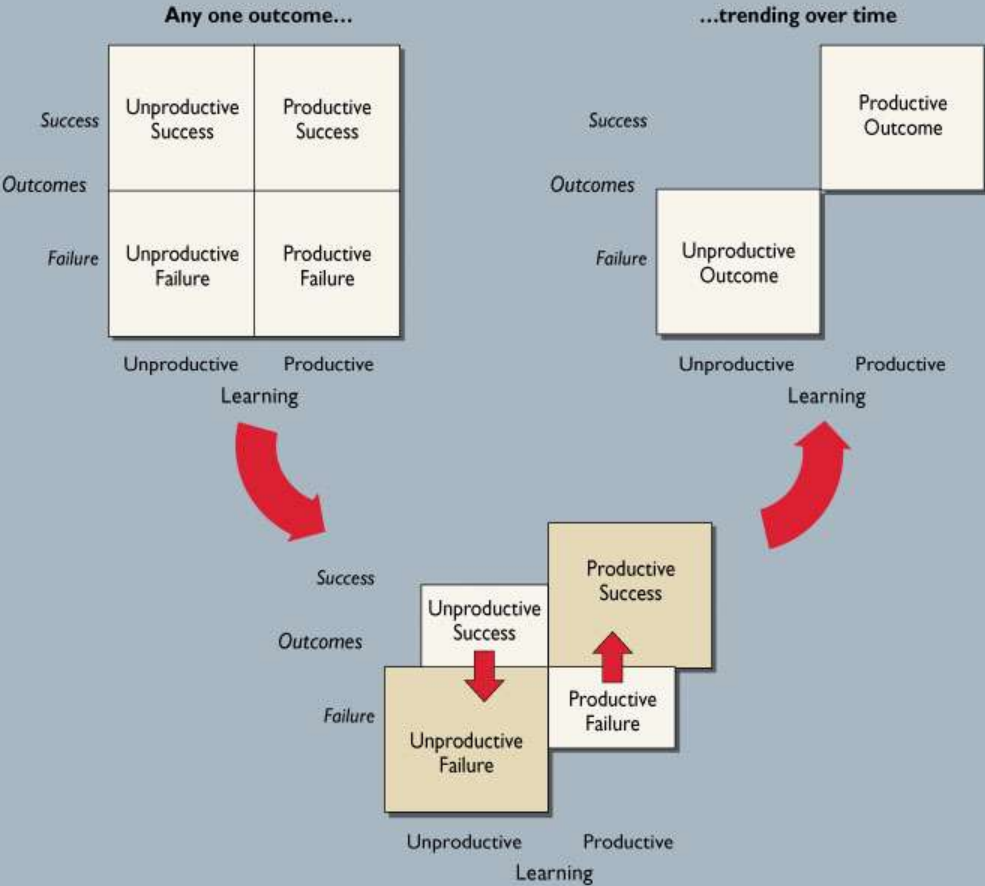 Any one outcome...
Success
Outcomes
Failure
Unproductive
Success
Productive
Success
Unproductive
Failure
Productive
Failure
Unproductive
Productive
Learning
...trending over time
Success
Outcomes
Failure
Productive
Outcome
Unproductive
Outcome
Unproductive
Productive
Learning
Success
Outcomes
Failure
Unproductive
Success
Productive
Success
Unproductive
Failure
Productive
Failure
Unproductive
Productive
Learning